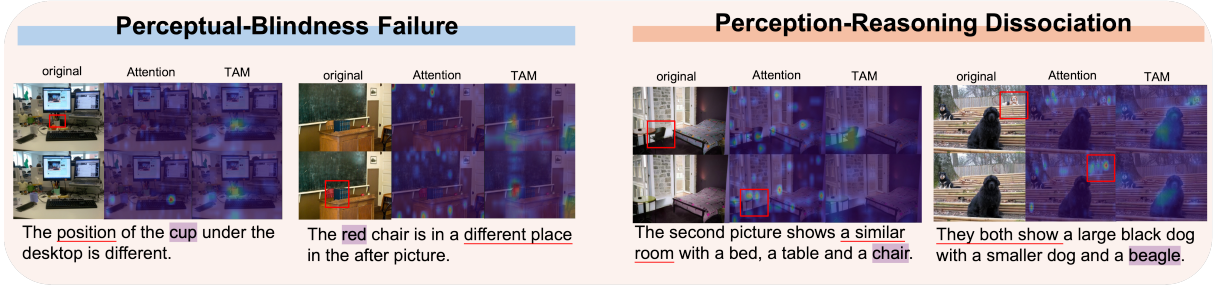 Perceptual-Blindness Failure
Perception-Reasoning Dissociation
original Attention TAM
original Attention TAM
original Attention TAM
original Attention TAM
The position of the cup under the
desktop is different.
The red chair is in a different place
in the after picture.
The second picture shows a similar
room with a bed, a table and a chair.
They both show a large black dog
with a smaller dog and a beagle.